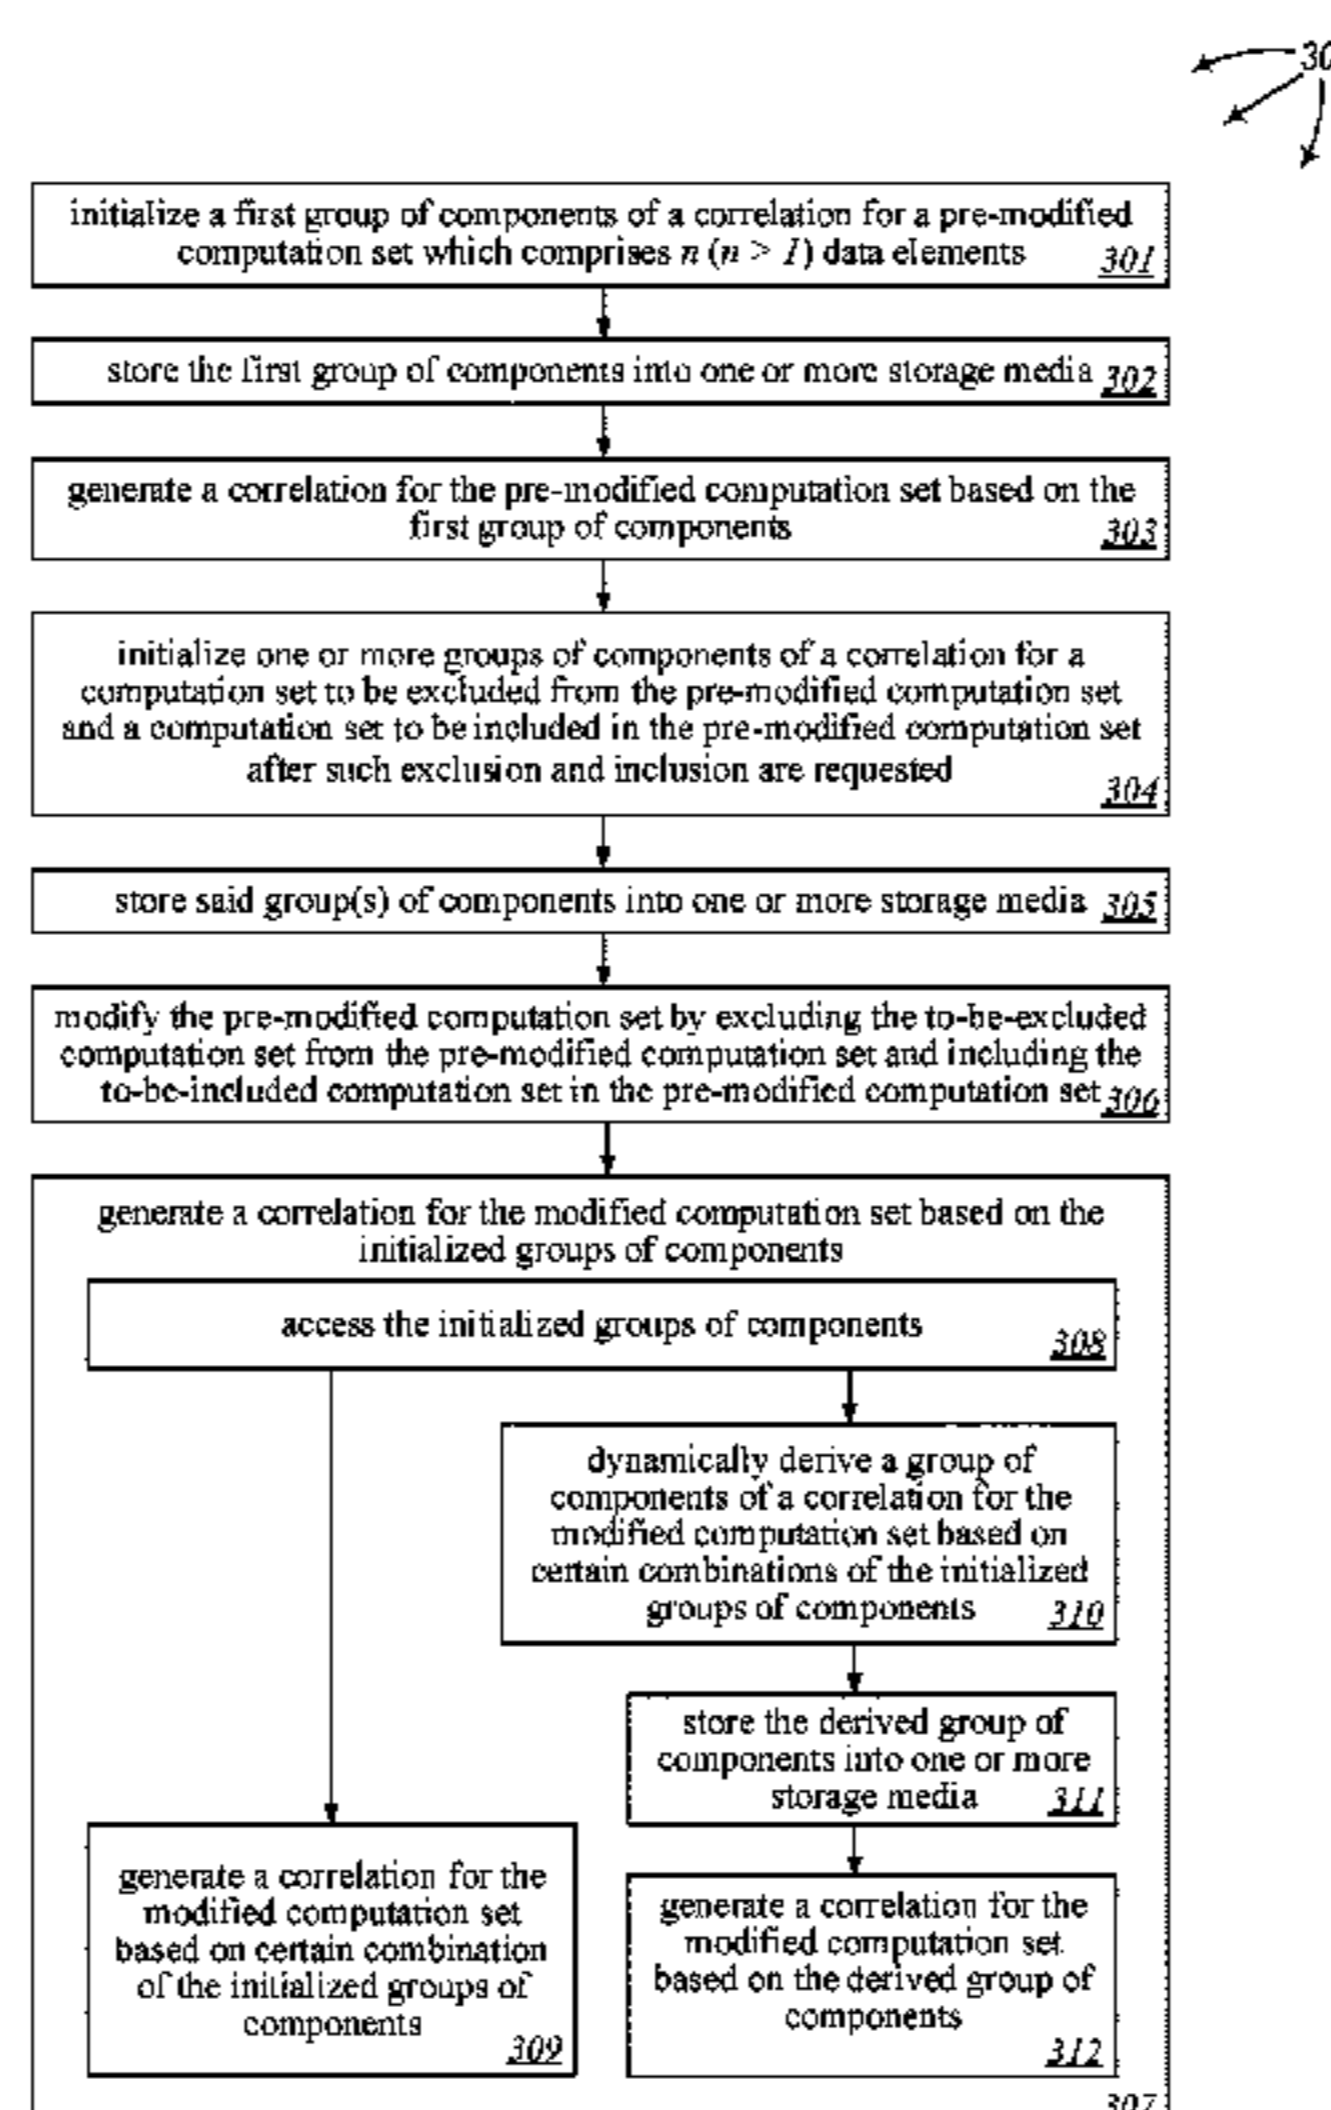 30
initialize a first group of components of a correlation for a pre-modified
computation set which comprises n (n > 1) data elements 301
store the first group of components into one or more storage media 302
generate a correlation for the pre-modified computation set based on the
first group of components 303
initialize one or more groups of components of a correlation for a
computation set to be excluded from the pre-modified computation set
and a computation set to be included in the pre-modified computation set
after such exclusion and inclusion are requested
304
store said group(s) of components into one or more storage media 305
modify the pre-modified computation set by excluding the to-be-excluded
computation set from the pre-modified computation set and including the
to-be-included computation set in the pre-modified computation set 306
generate a correlation for the modified computation set based on the
initialized groups of components
access the initialized groups of components 308
dynamically derive a group of
components of a correlation for the
modified computation set based on
certain combinations of the initialized
groups of components 310
store the derived group of
components into one or more
storage media 311
generate a correlation for the
modified computation set
based on certain combination
of the initialized groups of
components
309
generate a correlation for the
modified computation set
based on the derived group of
components
312
307